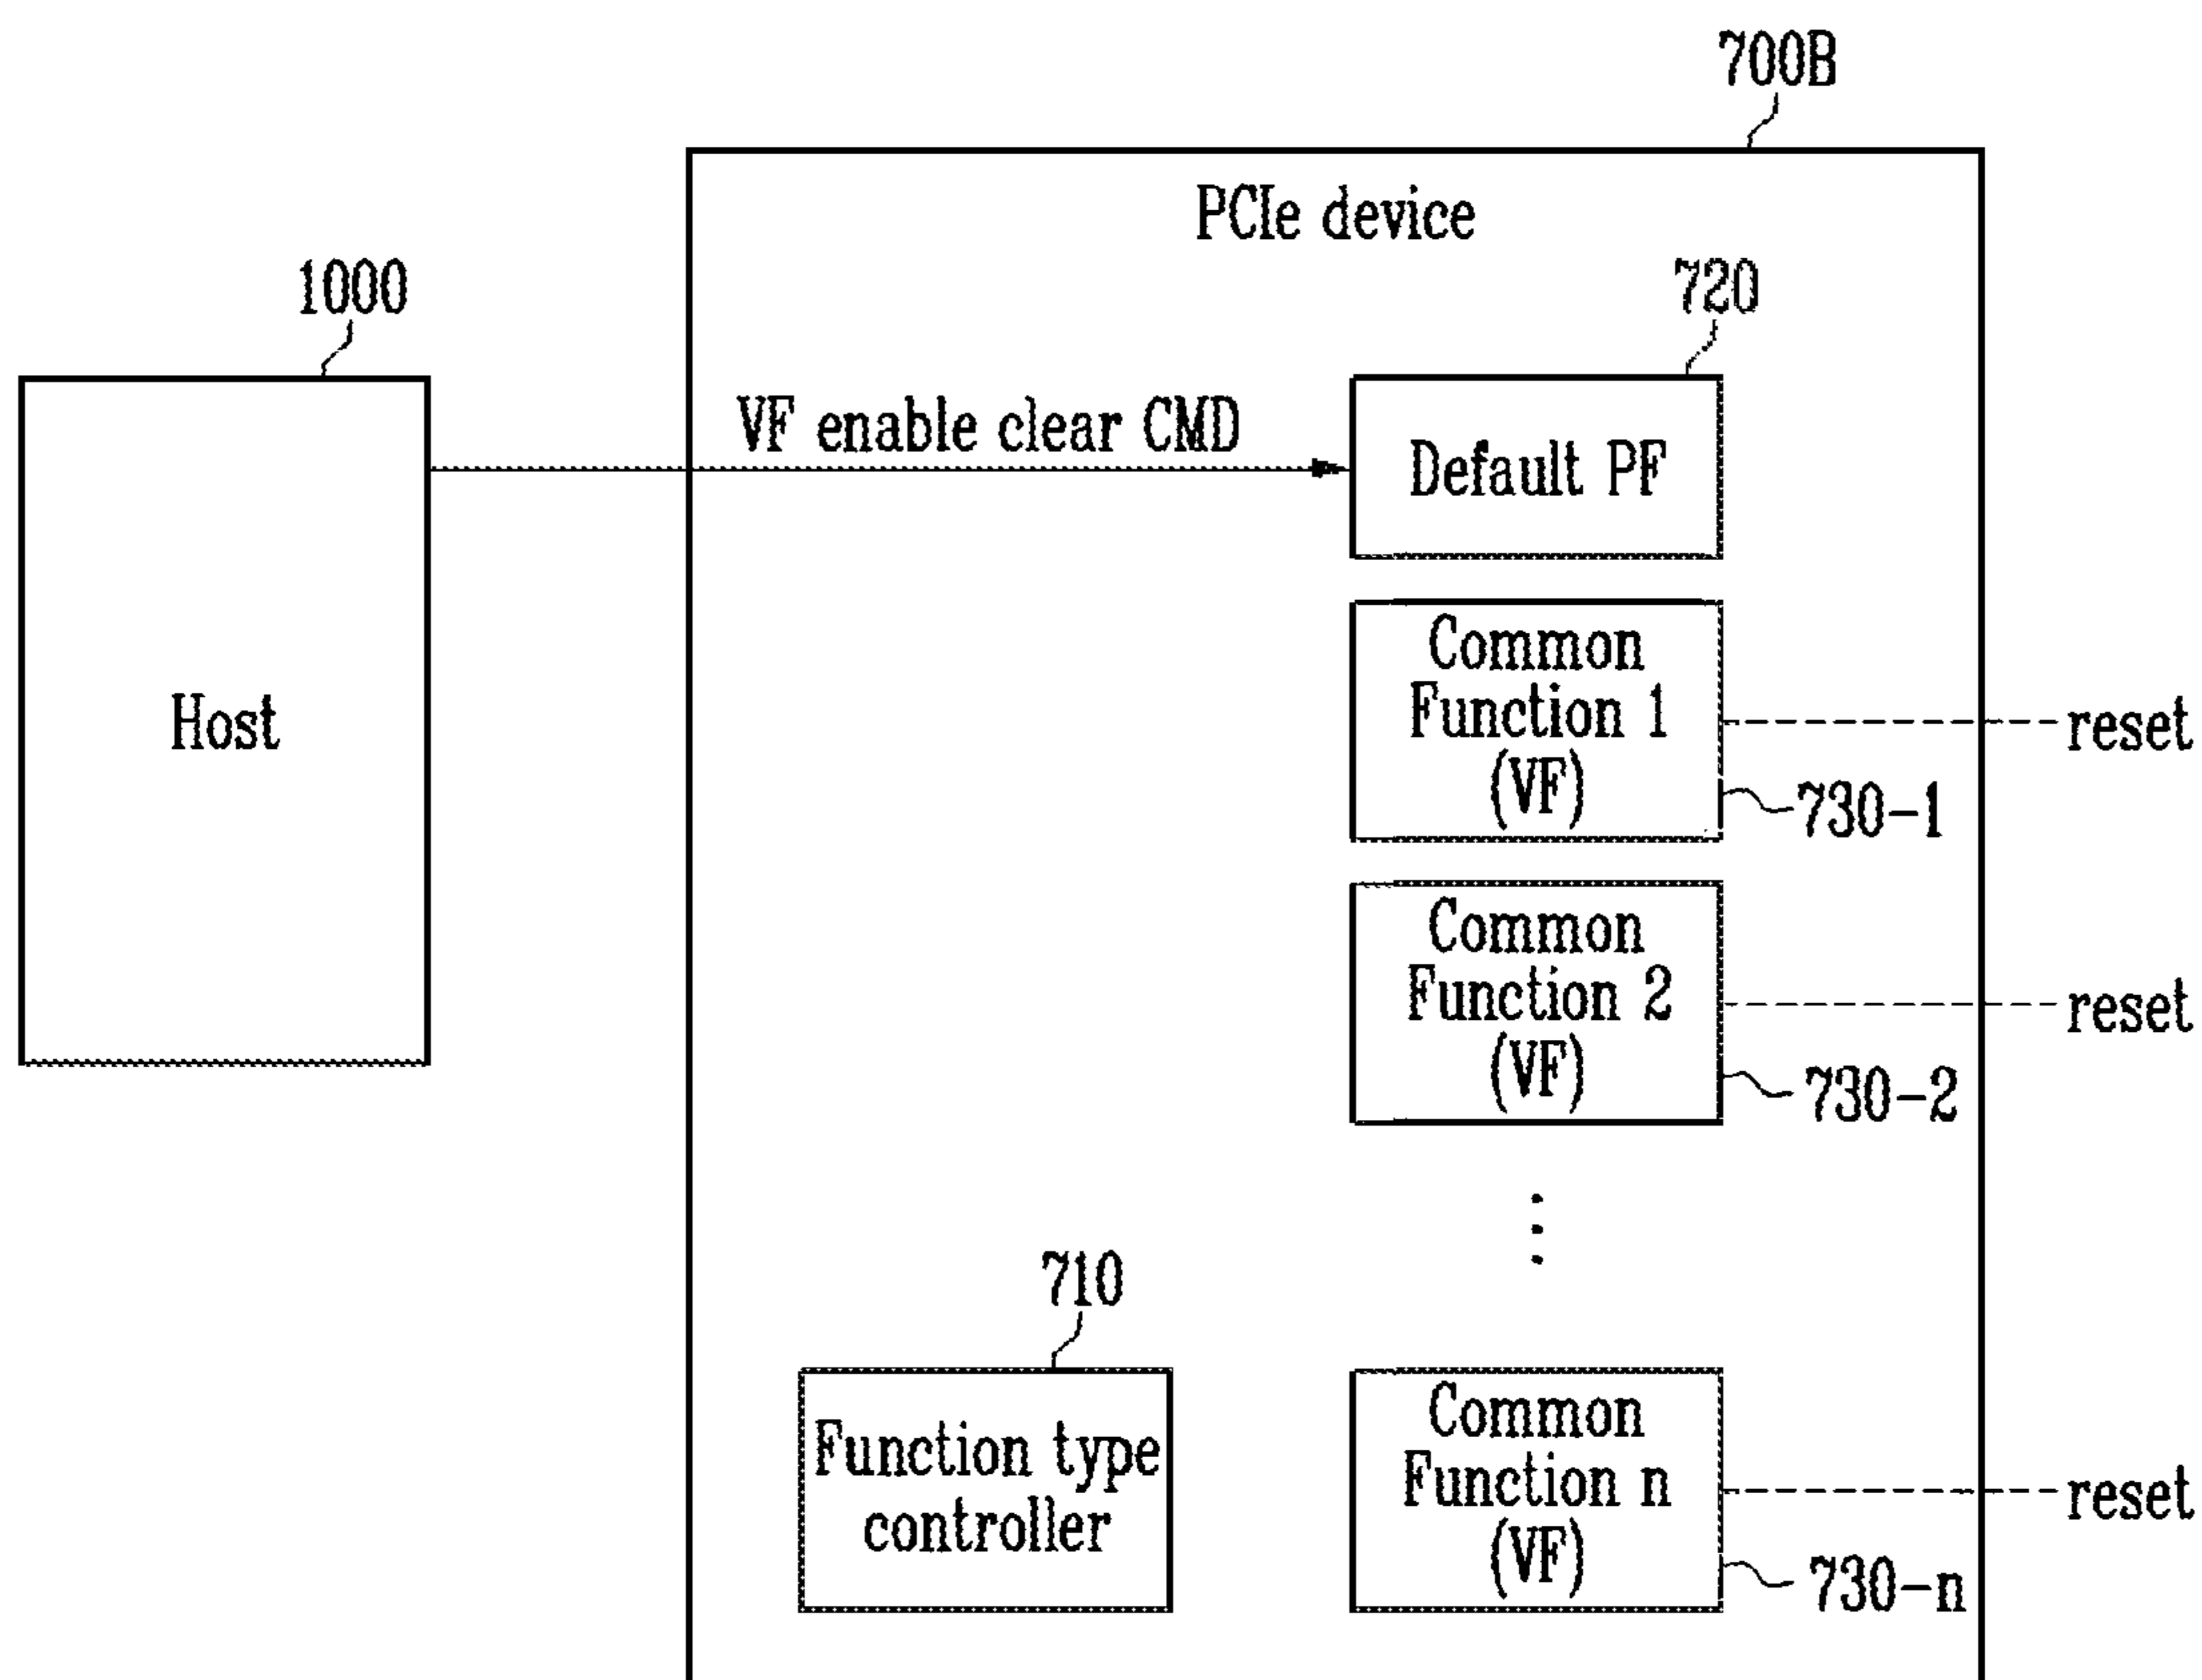 700B
PCIe device
1000
720
VF enable clear CMD
Default PF
Host
Common
Function 1
(VF)
reset
730-1
Common
Function 2
(VF)
reset
730-2
710
Function type
controller
Common
Function n
(VF)
reset
730-n